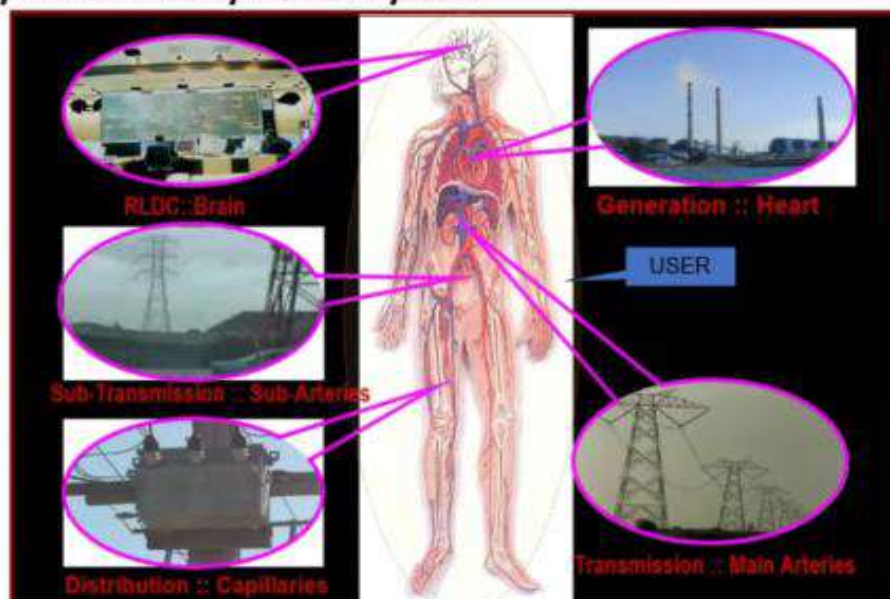 RLDC::Brain
Generation :: Heart
USER
Sub-Transmission :: Sub-Arteries
Transmission :: Main Arteries
Distribution :: Capillaries